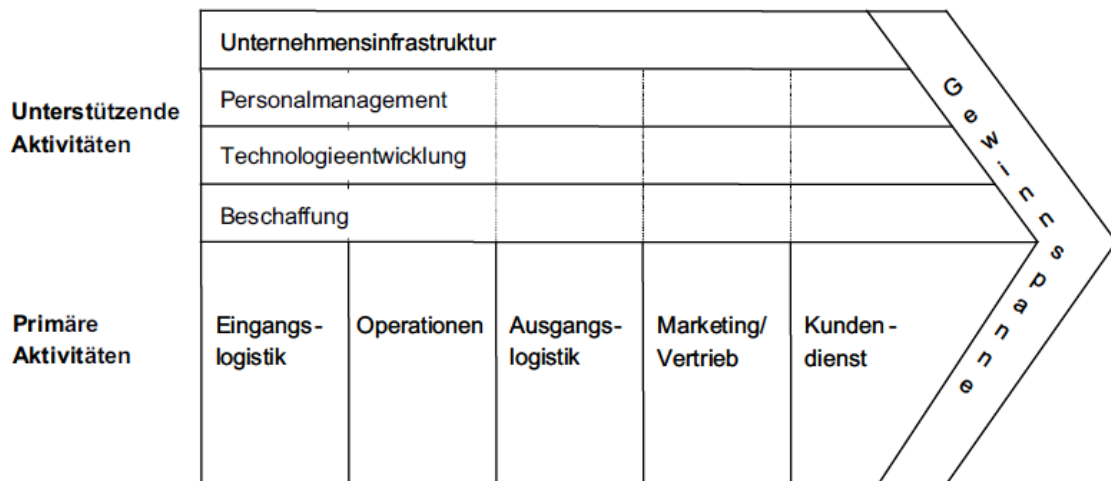 Unternehmensinfrastruktur
Unterstützende
Aktivitäten
Personalmanagement
Technologieentwicklung
Beschaffung
Gewinnspanne
Primäre
Aktivitäten
Eingangs-
logistik
Operationen
Ausgangs-
logistik
Marketing/
Vertrieb
Kunden-
dienst